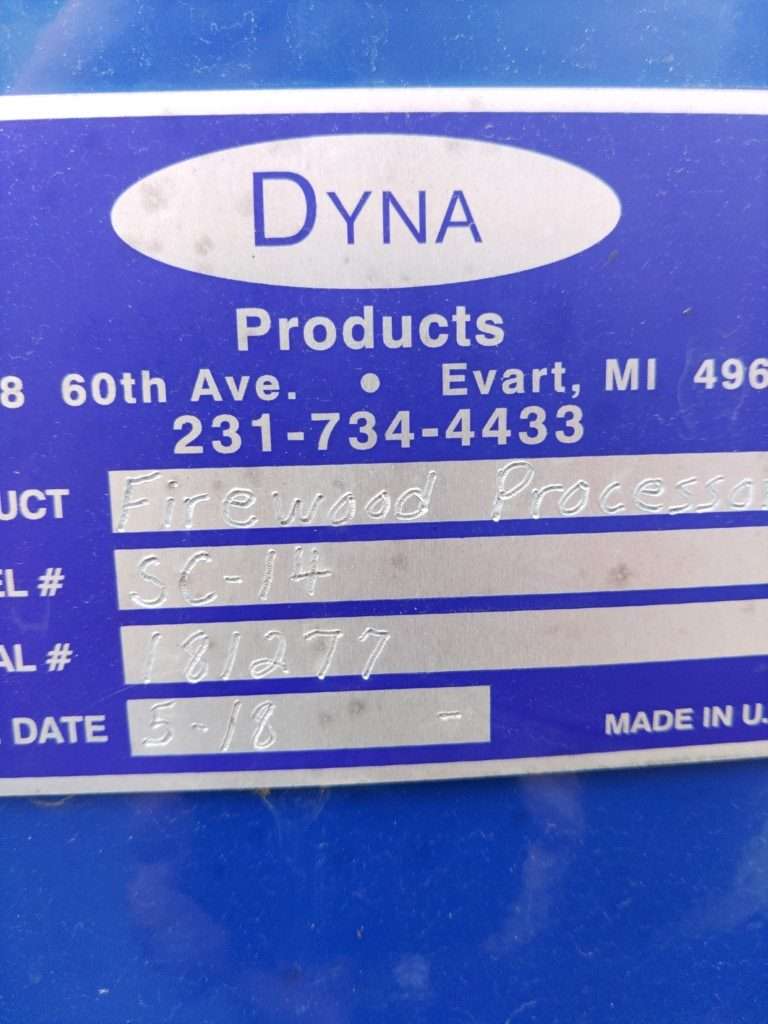 DYNA
Products
8 60th Ave. • Evart, MI 496
231-734-4433
UCT Firewood Processor
EL # SC-14
AL # 181277
DATE 5-18 -
MADE IN U.